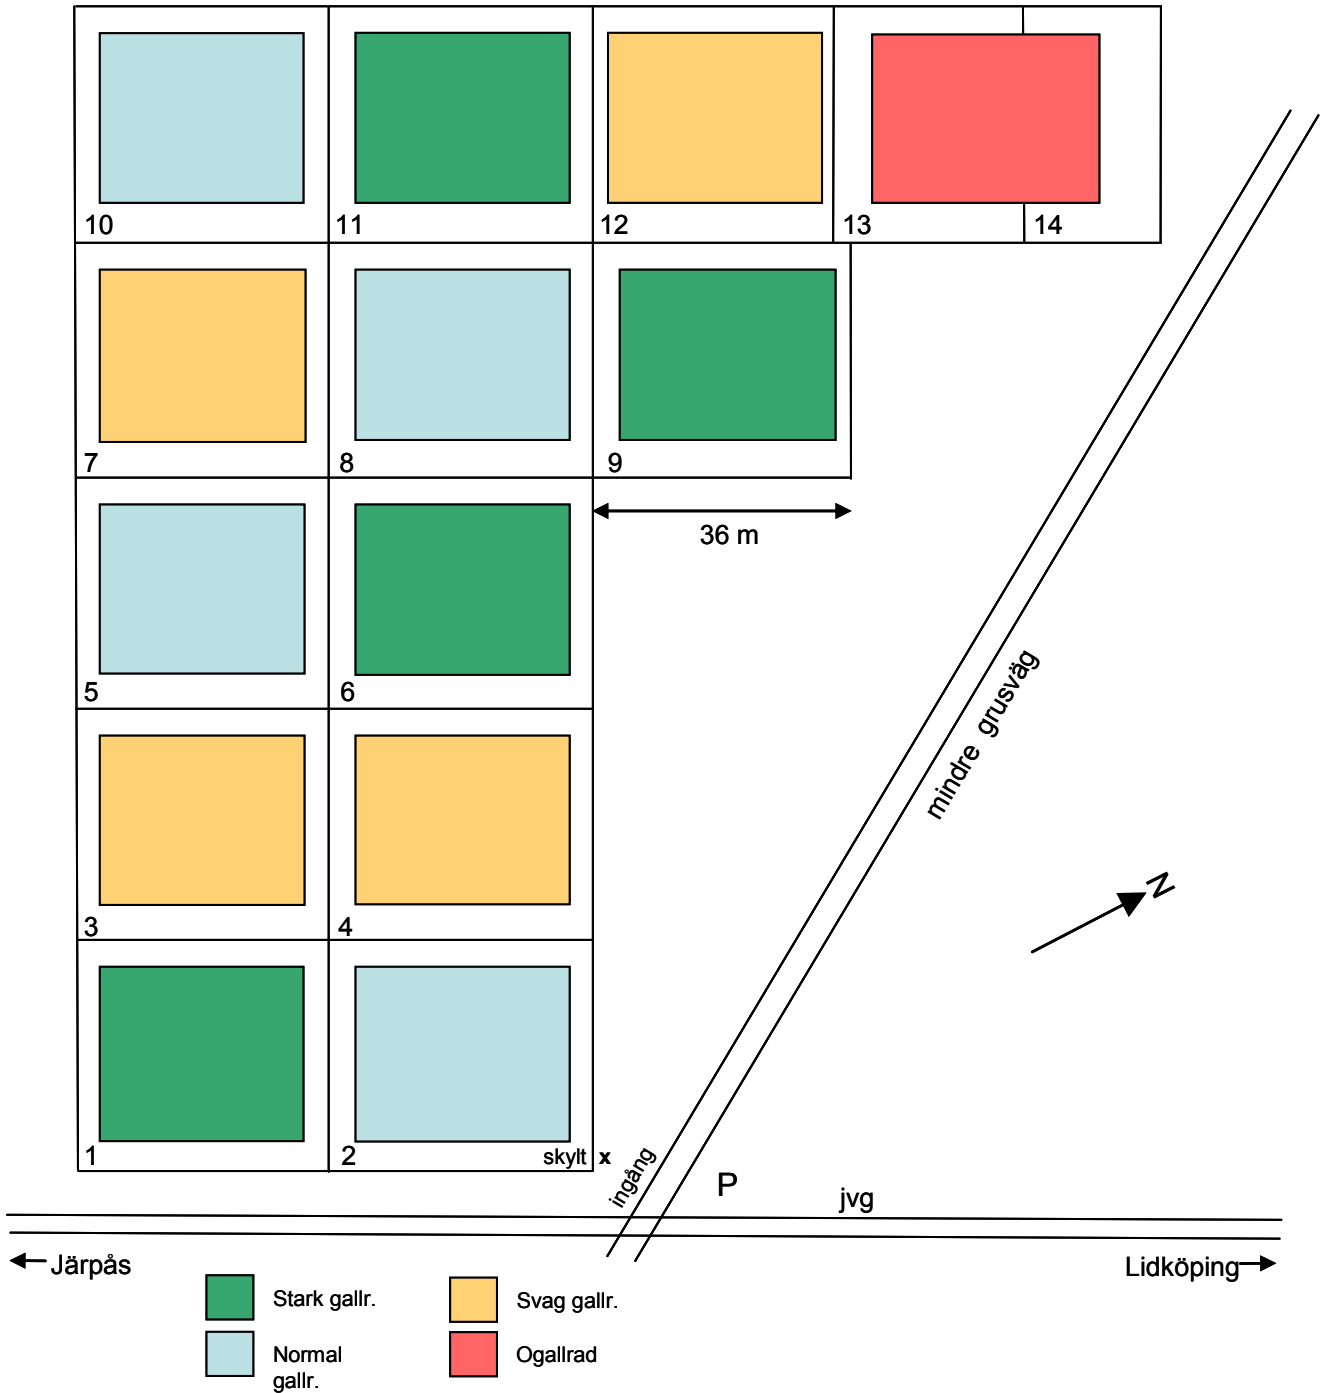 10
11
12
13
14
7
8
9
36 m
5
6
mindre grusväg
N
3
4
1
2
skylt x
ingång
P
jvg
Järpås
Lidköping
Stark gallr.
Svag gallr.
Normal
gallr.
Ogallrad